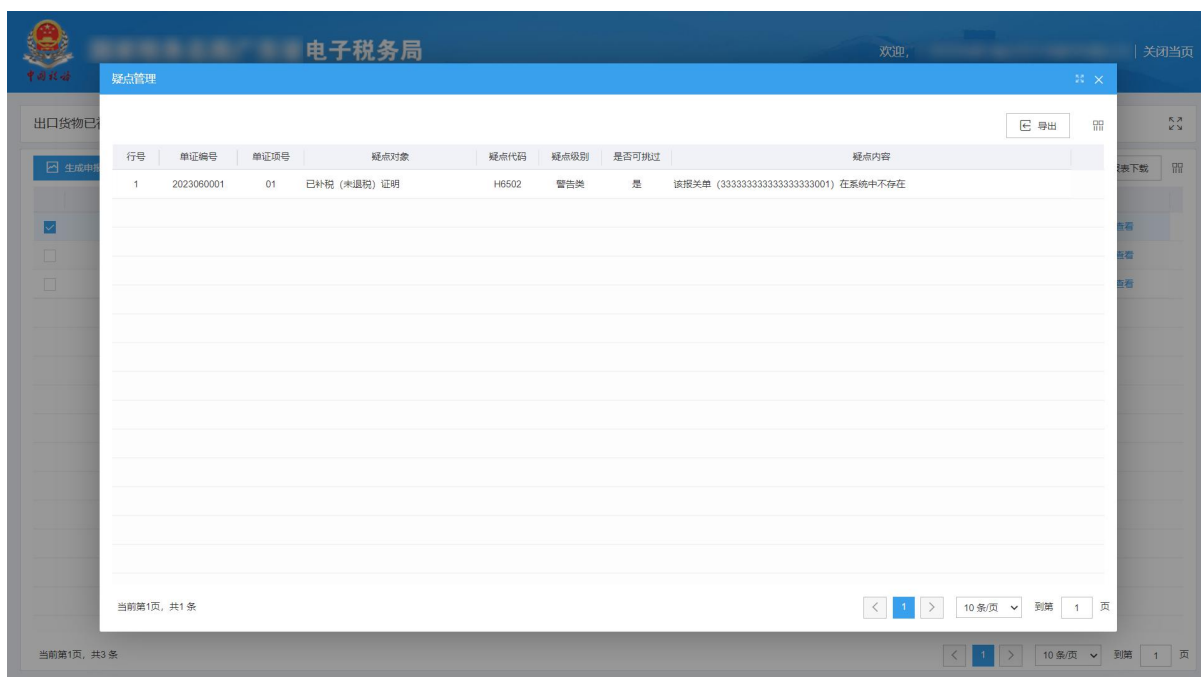 电子税务局
欢迎,
关闭当页
疑点管理
出口货物已补
导出
生成申报
表下载
行号 单证编号 单证项号 疑点对象 疑点代码 疑点级别 是否可挑过 疑点内容
1 2023060001 01 已补税（未退税）证明 H6502 警告类 是 该报关单（333333333333333333001）在系统中不存在
查看
查看
查看
当前第1页，共1 条
1 10 条/页 到第 1 页
当前第1页，共3 条
1 10 条/页 到第 1 页